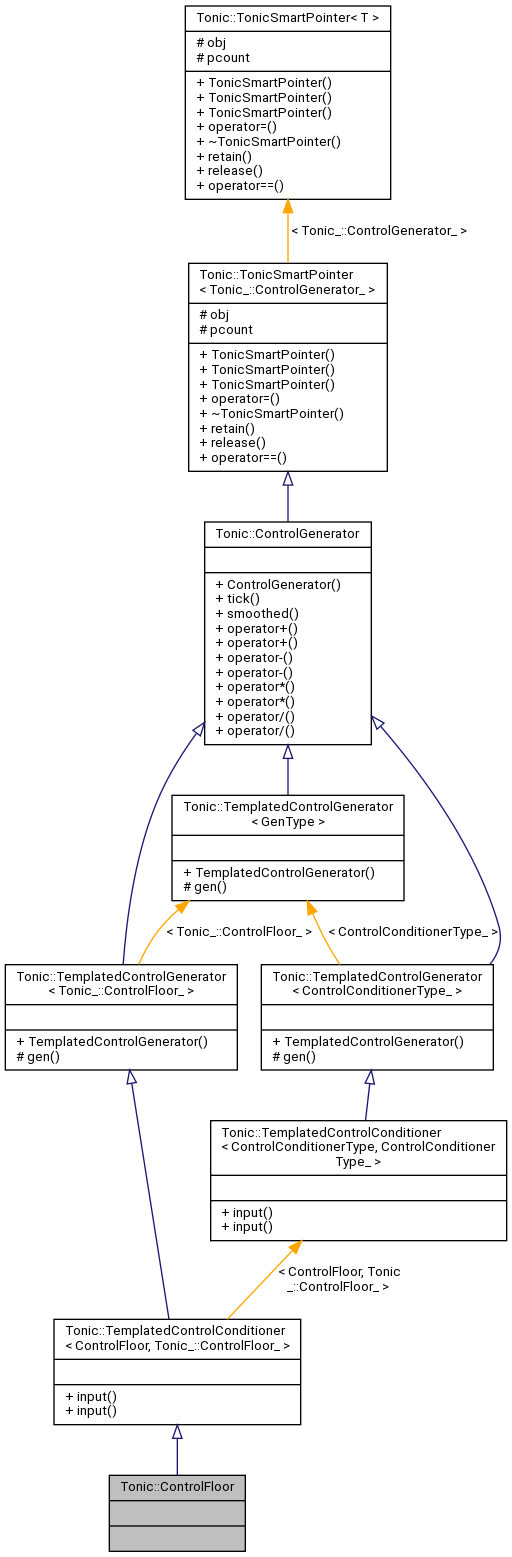 Tonic::TonicSmartPointer< T >
# obj
# pcount
+ TonicSmartPointer()
+ TonicSmartPointer()
+ TonicSmartPointer()
+ operator=()
+ ~TonicSmartPointer()
+ retain()
+ release()
+ operator==()
< Tonic_::ControlGenerator_ >
Tonic::TonicSmartPointer
< Tonic_::ControlGenerator_ >
# obj
# pcount
+ TonicSmartPointer()
+ TonicSmartPointer()
+ TonicSmartPointer()
+ operator=()
+ ~TonicSmartPointer()
+ retain()
+ release()
+ operator==()
Tonic::ControlGenerator
+ ControlGenerator()
+ tick()
+ smoothed()
+ operator+()
+ operator+()
+ operator-()
+ operator-()
+ operator*()
+ operator*()
+ operator/()
+ operator/()
Tonic::TemplatedControlGenerator
< GenType >
+ TemplatedControlGenerator()
# gen()
< Tonic_::ControlFloor_ >
< ControlConditionerType_ >
Tonic::TemplatedControlGenerator
< Tonic_::ControlFloor_ >
+ TemplatedControlGenerator()
# gen()
Tonic::TemplatedControlGenerator
< ControlConditionerType_ >
+ TemplatedControlGenerator()
# gen()
Tonic::TemplatedControlConditioner
< ControlConditionerType, ControlConditioner
Type_ >
+ input()
+ input()
< ControlFloor, Tonic
_::ControlFloor_ >
Tonic::TemplatedControlConditioner
< ControlFloor, Tonic_::ControlFloor_ >
+ input()
+ input()
Tonic::ControlFloor